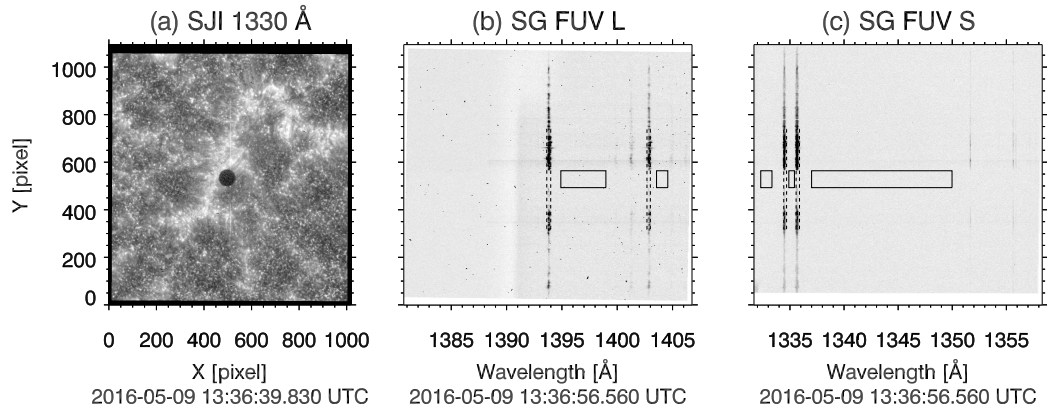 (a) SJI 1330 Å
(b) SG FUV L
(c) SG FUV S
Y [pixel]
1000
800
600
400
200
0
0 200 400 600 800 1000
1385 1390 1395 1400 1405
1335 1340 1345 1350 1355
X [pixel]
Wavelength [Å]
Wavelength [Å]
2016-05-09 13:36:39.830 UTC
2016-05-09 13:36:56.560 UTC
2016-05-09 13:36:56.560 UTC